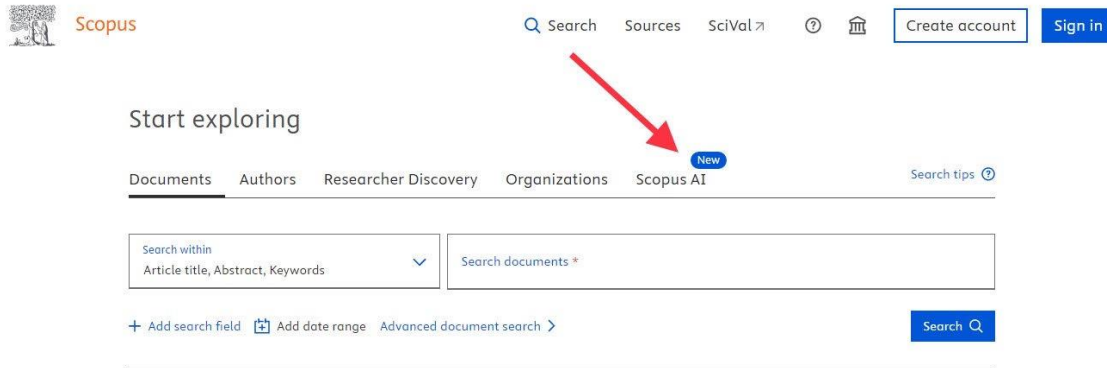 Scopus
Search Sources SciVal Create account Sign in
Start exploring
New
Documents Authors Researcher Discovery Organizations Scopus AI Search tips
Search within
Article title, Abstract, Keywords
Search documents *
Add search field Add date range Advanced document search
Search